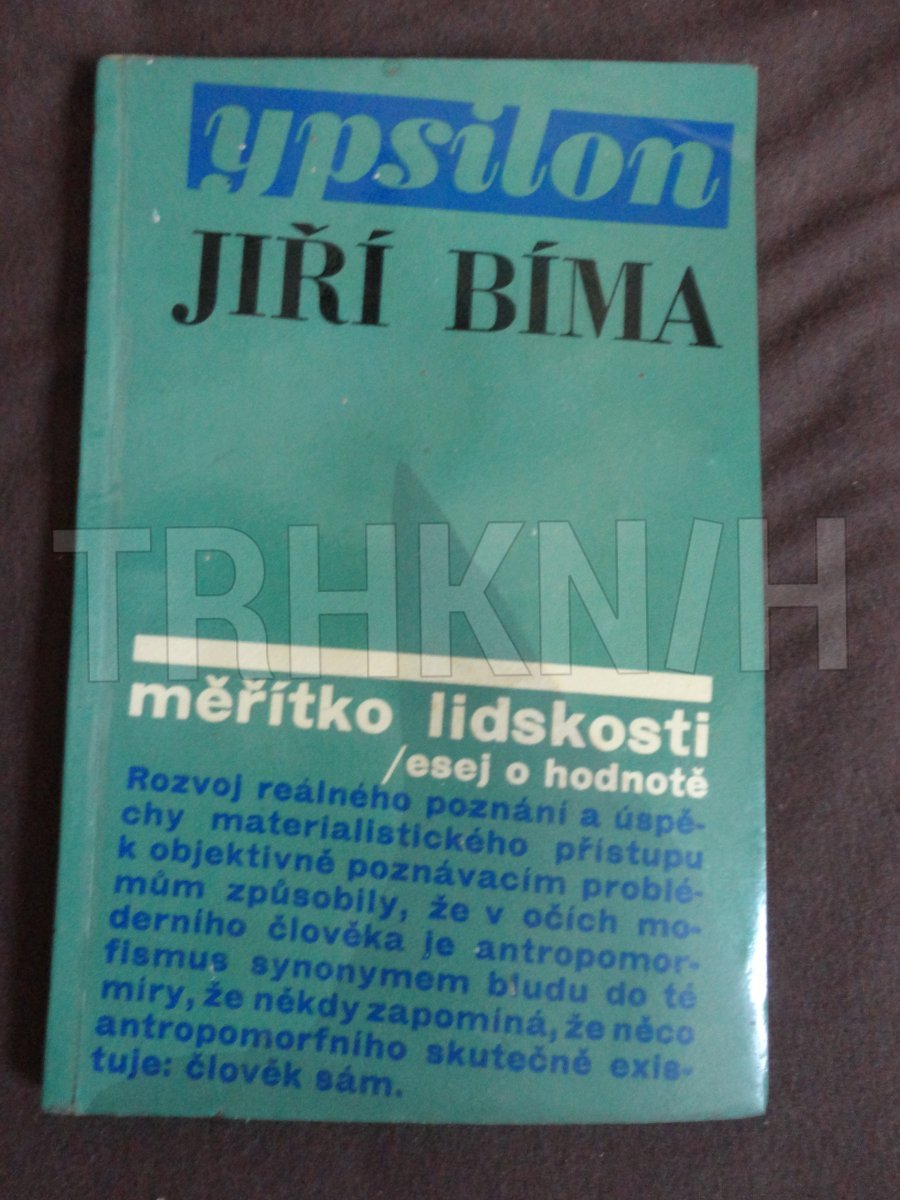 ypsilon
JIŘÍ BÍMA
TRHKN/H
měřítko lidskosti
/esej o hodnotě
Rozvoj reálného poznání a úspě-
chy materialistického přístupu
k objektivně poznávacím problé-
mům způsobily, že v očích mo-
derního člověka je antropomor-
fismus synonymem bludu do té
míry, že někdy zapomíná, že něco
antropomorfního skutečně exis-
tuje: člověk sám.